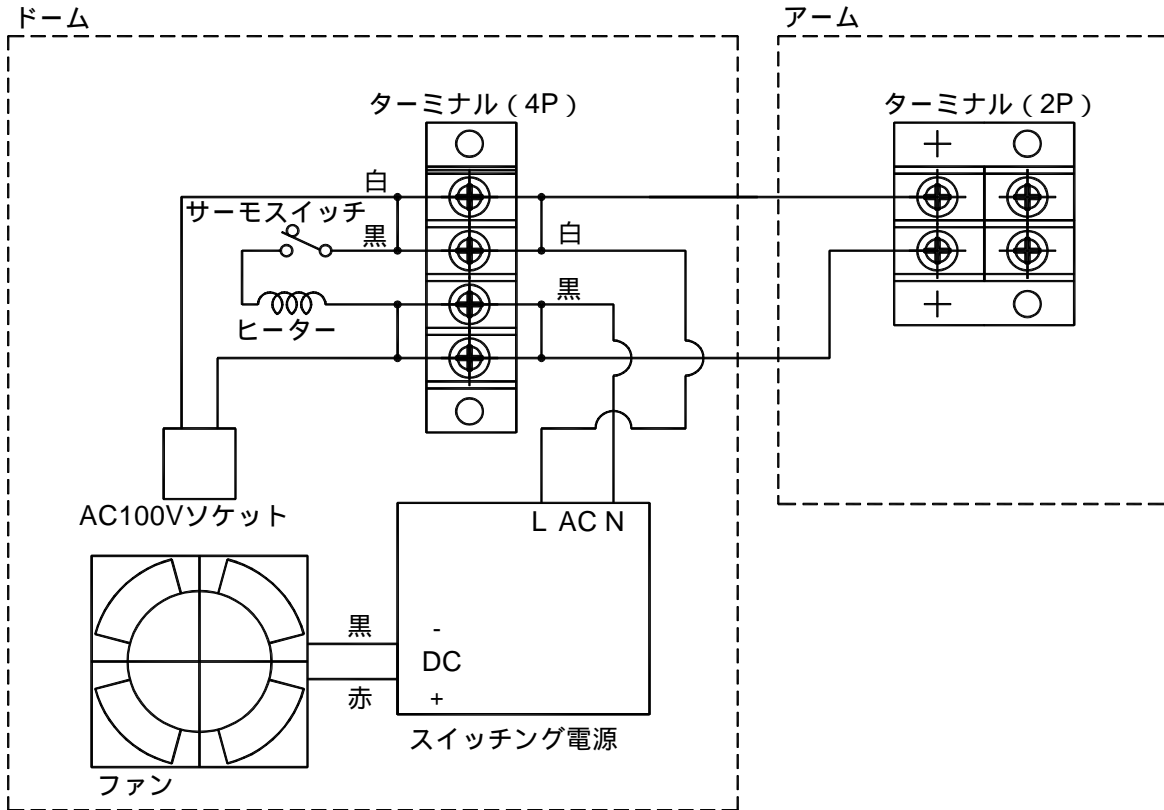 ドーム
アーム
ターミナル（4P）
ターミナル（2P）
白
サーモスイッチ
黒
白
黒
ヒーター
AC100Vソケット
L AC N
黒
-
DC
赤
+
スイッチング電源
ファン